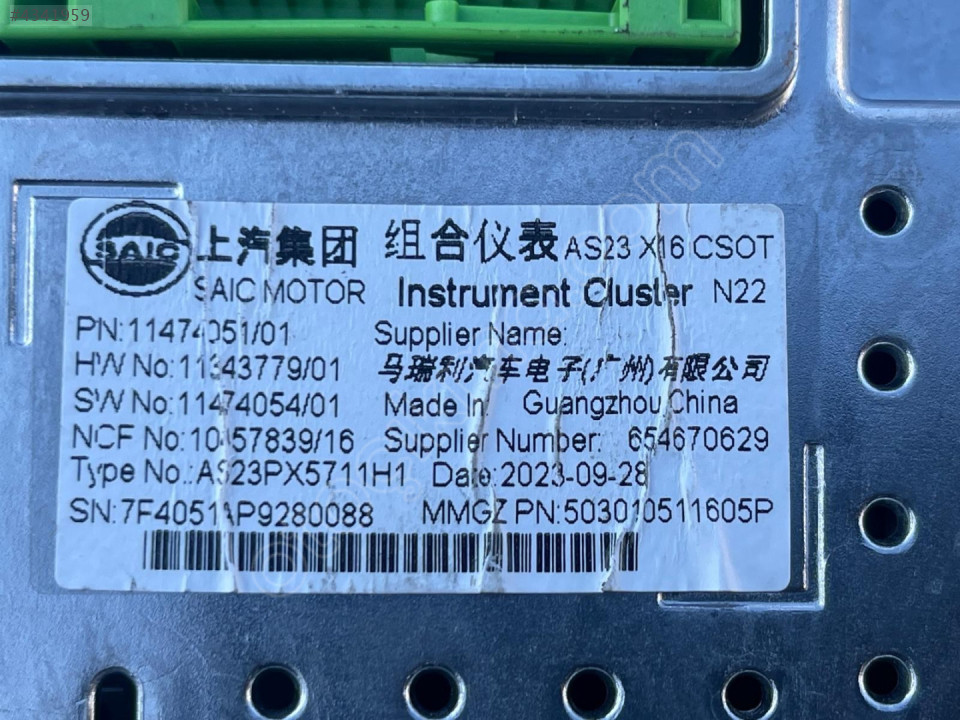 #4342959
SAIC 上汽集团 组合仪表 AS23 X16 CSOT
SAIC MOTOR Instrument Cluster N22
PN:11474051/01 Supplier Name:
HW No:11343779/01 马瑞利汽车电子(广州)有限公司
SW No:11474054/01 Made In: Guangzhou,China
NCF No: Supplier Number: 654670629
Type No.:AS23PX5711H1 Date:2023-09-28
SN:7F4051AP9280088 MMGZ PN:503010511605P